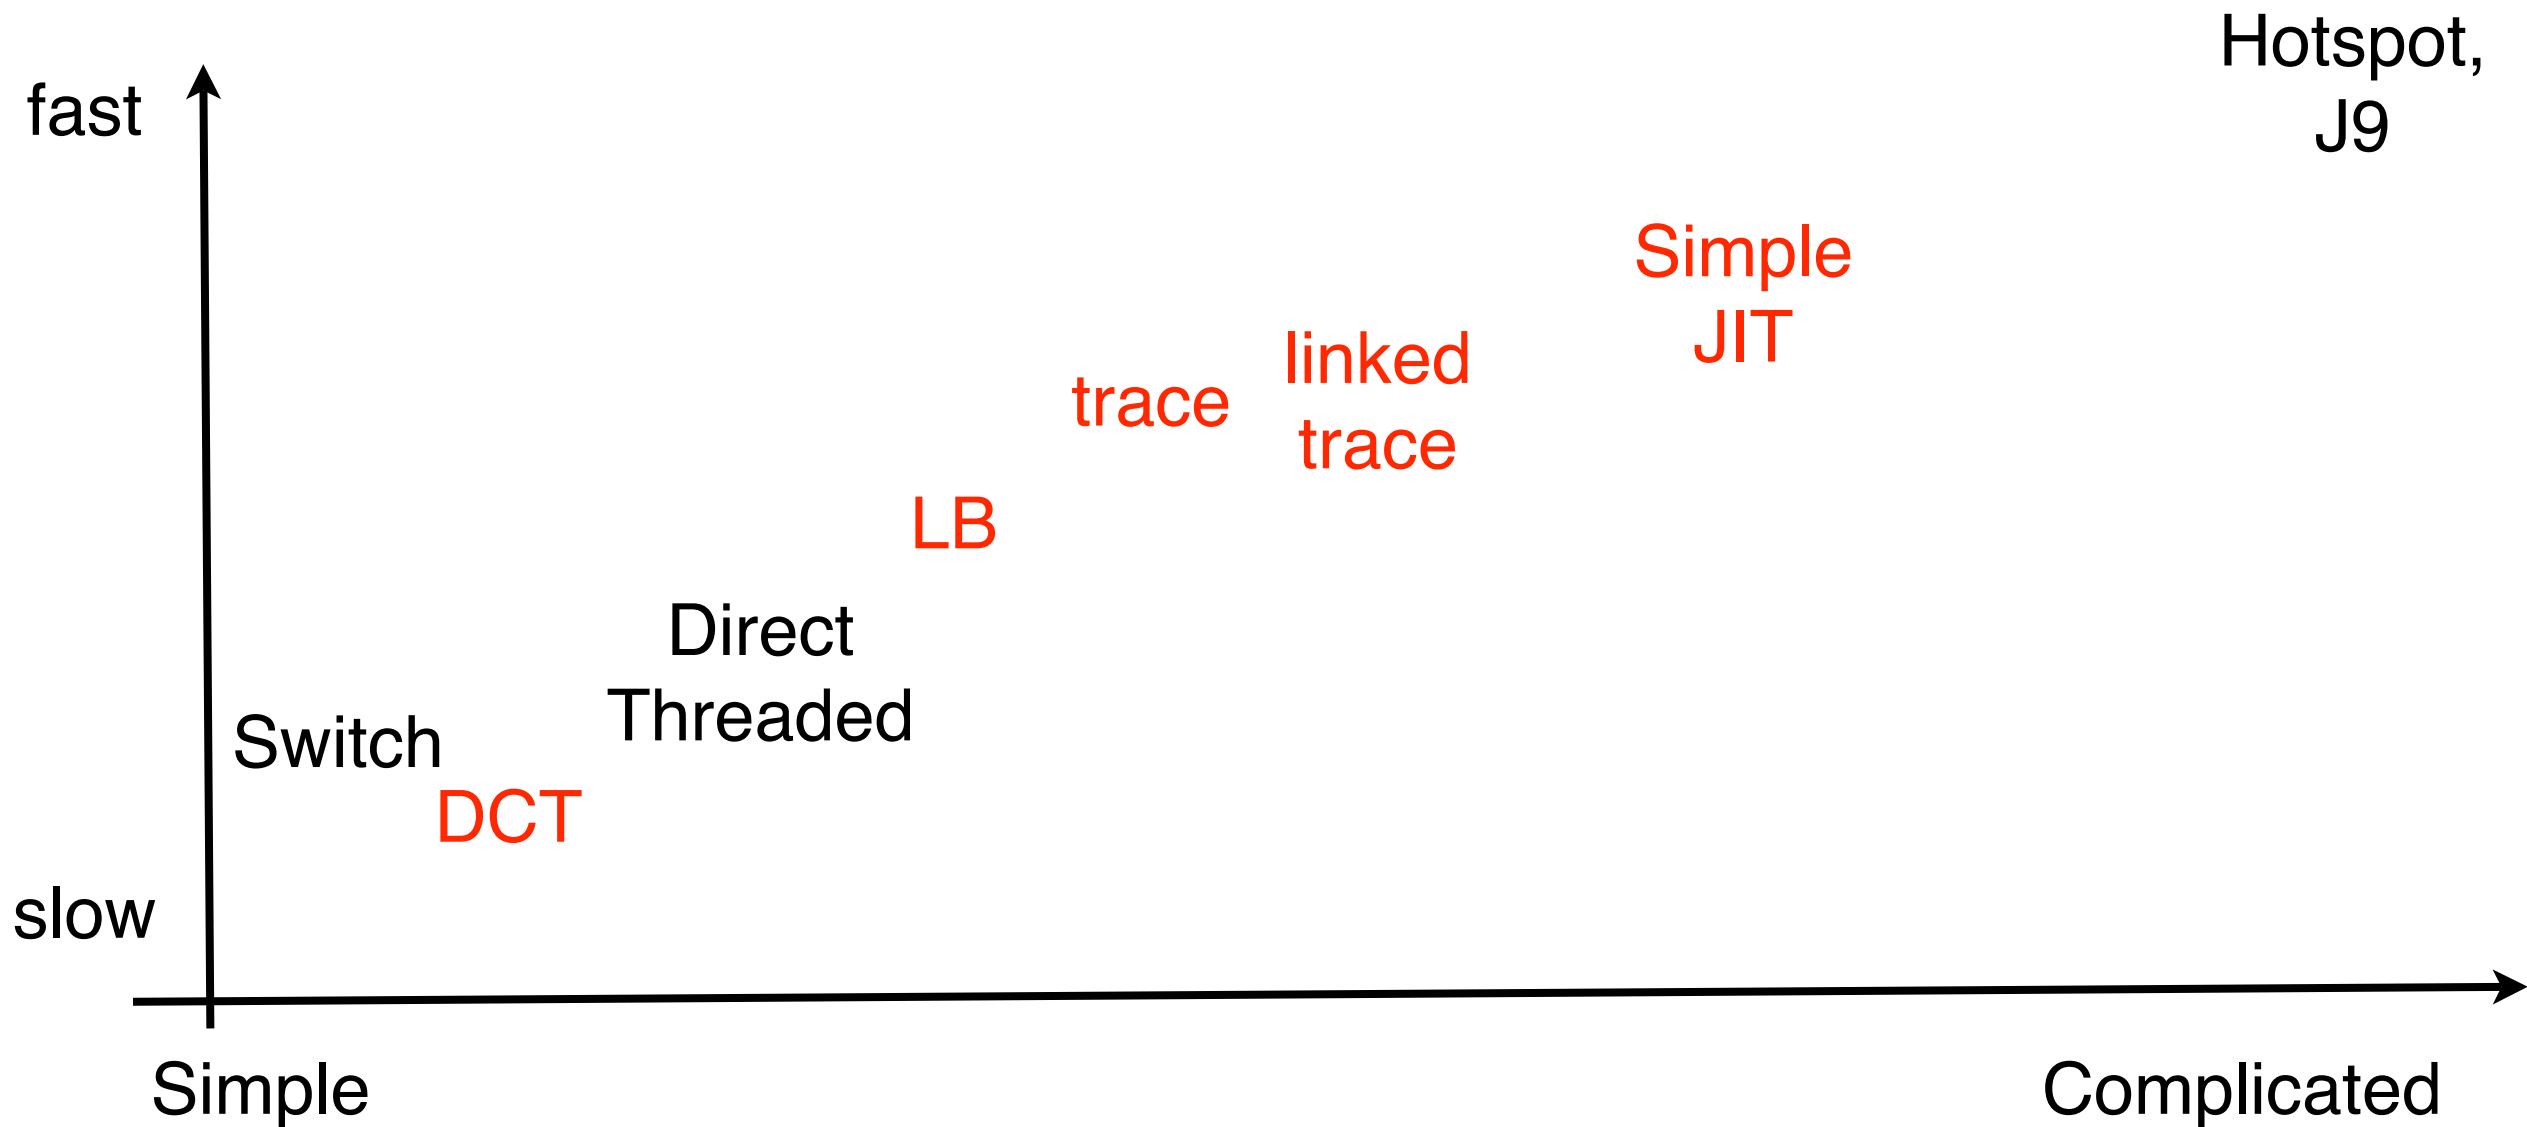 Hotspot,
J9
fast
Simple
JIT
linked
trace
trace
LB
Direct
Threaded
Switch
DCT
slow
Simple
Complicated